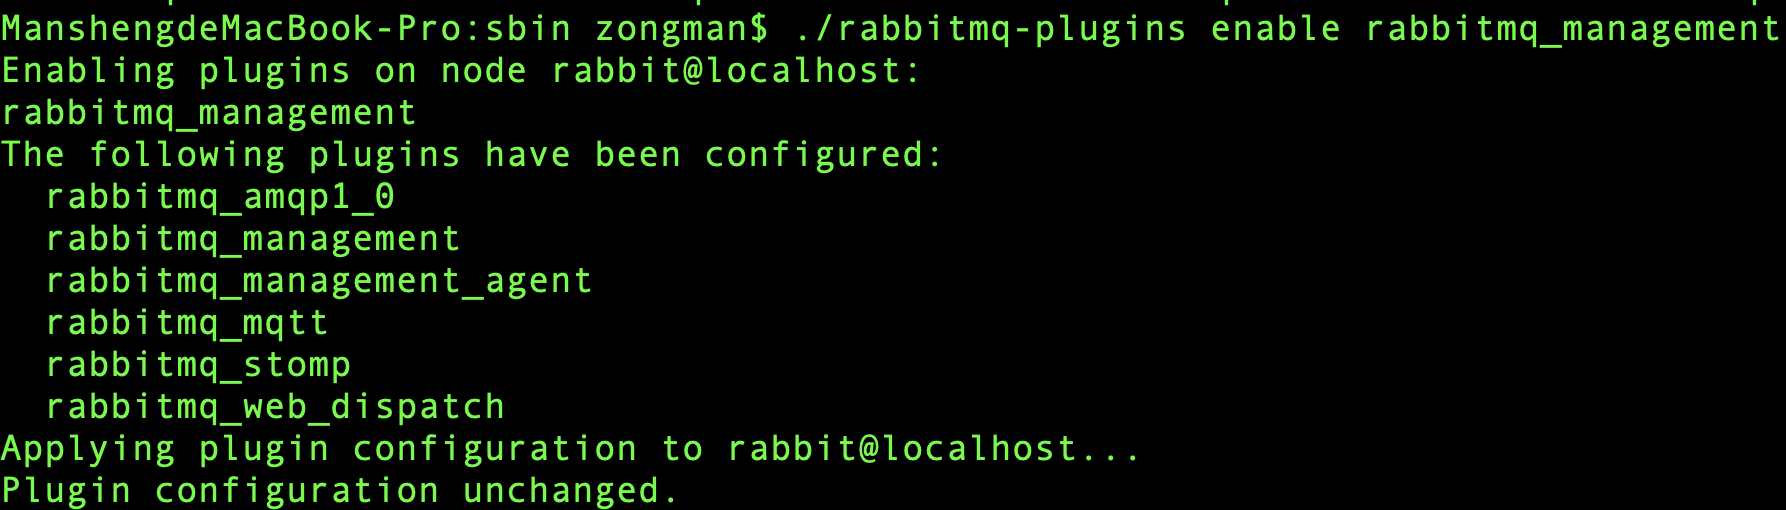 ManshengdeMacBook-Pro:sbin zongman$ ./rabbitmq-plugins enable rabbitmq_management
Enabling plugins on node rabbit@localhost:
rabbitmq_management
The following plugins have been configured:
  rabbitmq_amqp1_0
  rabbitmq_management
  rabbitmq_management_agent
  rabbitmq_mqtt
  rabbitmq_stomp
  rabbitmq_web_dispatch
Applying plugin configuration to rabbit@localhost...
Plugin configuration unchanged.